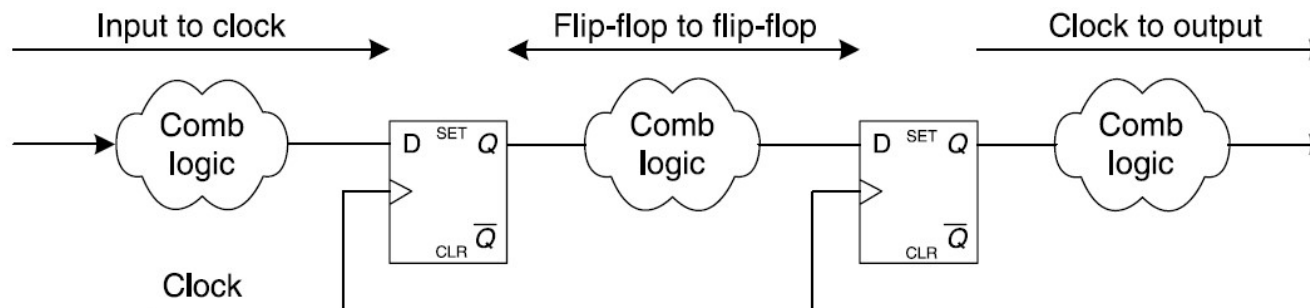 Input to clock
Flip-flop to flip-flop
Clock to output
Comb
logic
D SET Q
Q̅
CLR
Comb
logic
D SET Q
Q̅
CLR
Comb
logic
Clock